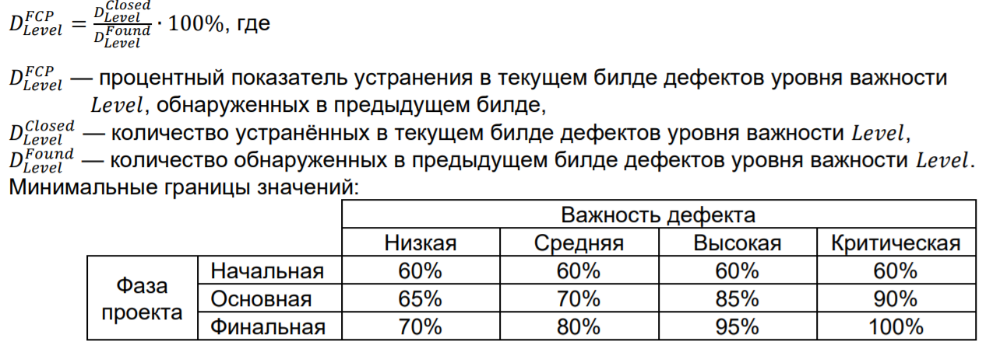 D_{Level}^{FCP} = \frac{D_{Level}^{Closed}}{D_{Level}^{Found}} · 100%, где
D_{Level}^{FCP} — процентный показатель устранения в текущем билде дефектов уровня важности
Level, обнаруженных в предыдущем билде,
D_{Level}^{Closed} — количество устранённых в текущем билде дефектов уровня важности Level,
D_{Level}^{Found} — количество обнаруженных в предыдущем билде дефектов уровня важности Level.
Минимальные границы значений:
Важность дефекта
Низкая Средняя Высокая Критическая
Фаза проекта
Начальная 60% 60% 60% 60%
Основная 65% 70% 85% 90%
Финальная 70% 80% 95% 100%